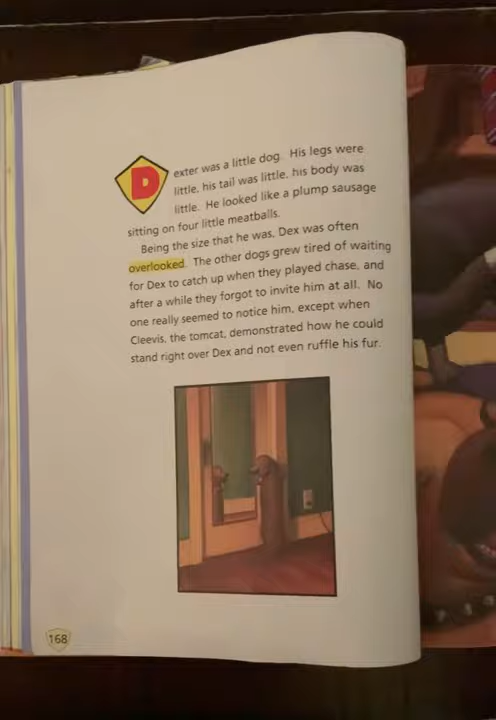 Dexter was a little dog. His legs were
little, his tail was little, his body was
little. He looked like a plump sausage
sitting on four little meatballs.
Being the size that he was, Dex was often
overlooked. The other dogs grew tired of waiting
for Dex to catch up when they played chase, and
after a while they forgot to invite him at all. No
one really seemed to notice him, except when
Cleevis, the tomcat, demonstrated how he could
stand right over Dex and not even ruffle his fur.
168